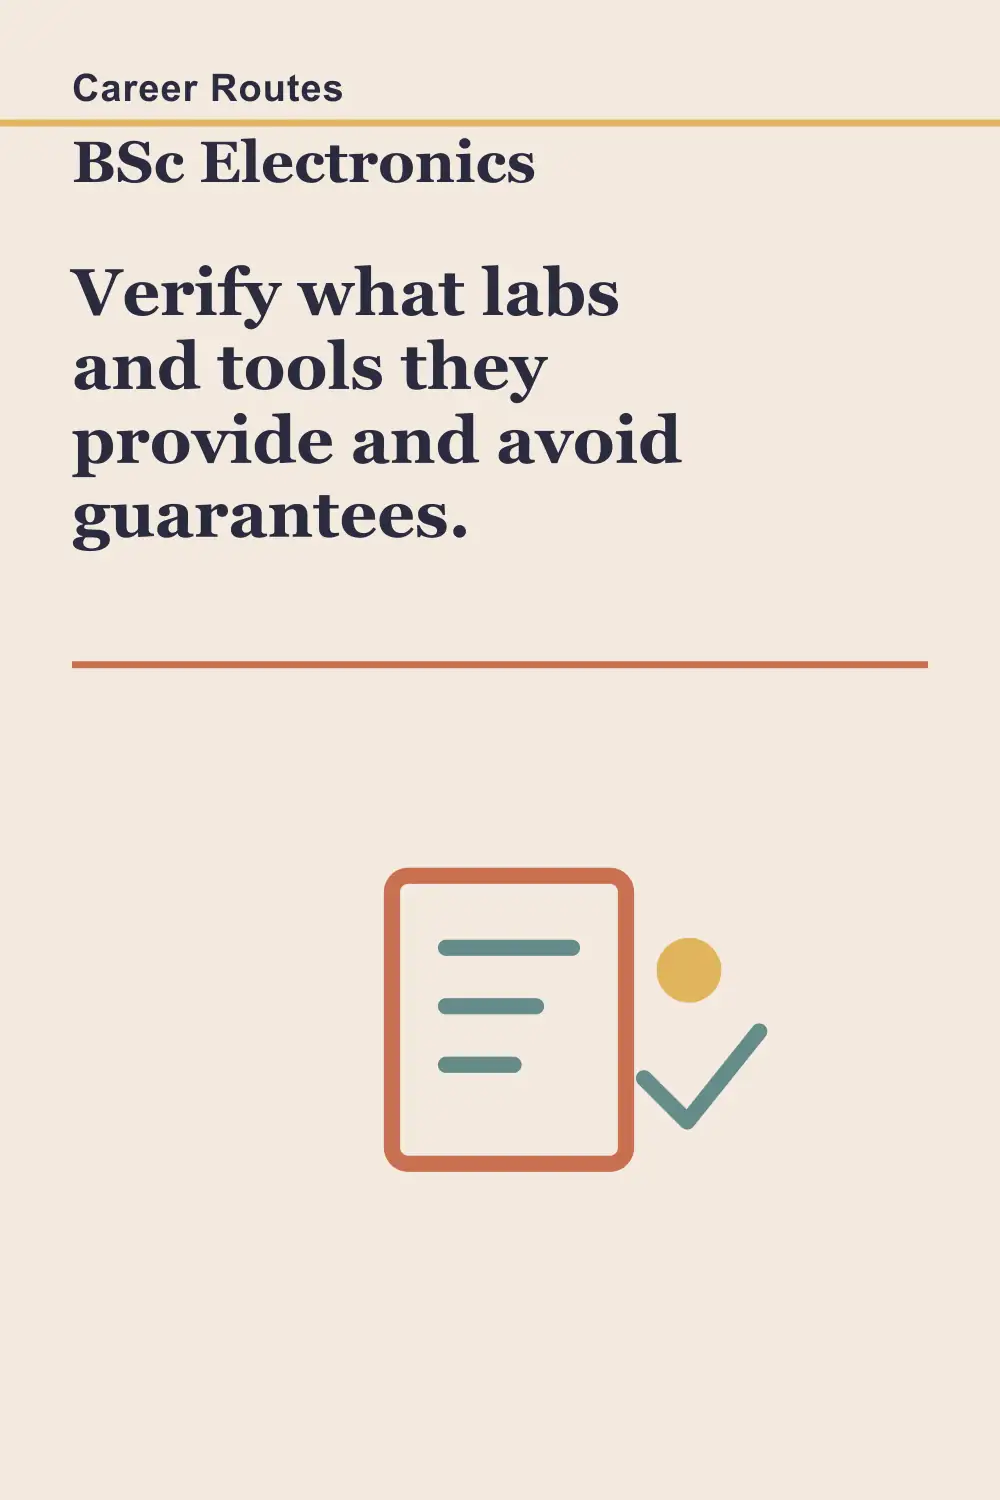 Career Routes
BSc Electronics
Verify what labs
and tools they
provide and avoid
guarantees.